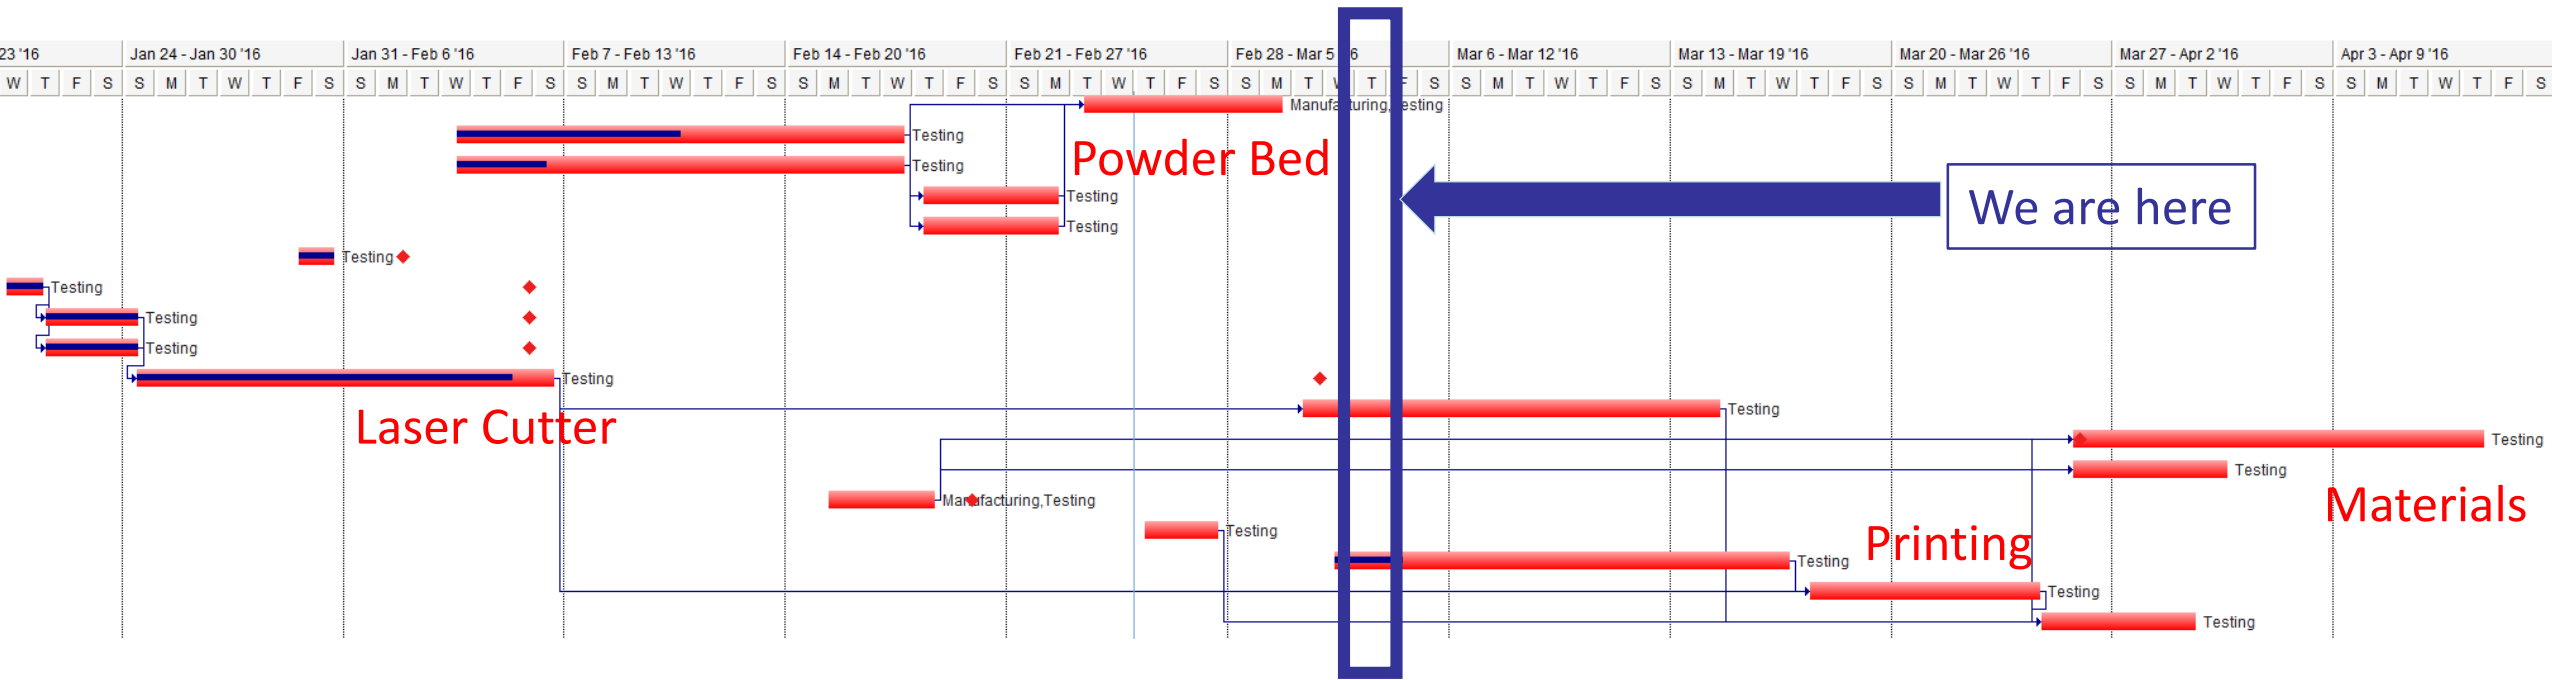 23 '16 Jan 24 - Jan 30 '16 Jan 31 - Feb 6 '16 Feb 7 - Feb 13 '16 Feb 14 - Feb 20 '16 Feb 21 - Feb 27 '16 Feb 28 - Mar 5 '16 Mar 6 - Mar 12 '16 Mar 13 - Mar 19 '16 Mar 20 - Mar 26 '16 Mar 27 - Apr 2 '16 Apr 3 - Apr 9 '16
W T F S S M T W T F S S M T W T F S S M T W T F S S M T W T F S S M T W T F S S M T W T F S S M T W T F S S M T W T F S S M T W T F S S M T W T F S S M T W T F S
Manufacturing,Testing
Testing
Powder Bed
Testing
Testing
We are here
Testing
Testing
Testing
Testing
Testing
Testing
Laser Cutter
Testing
Testing
Testing
Materials
Manufacturing,Testing
Testing
Printing
Testing
Testing
Testing
Testing